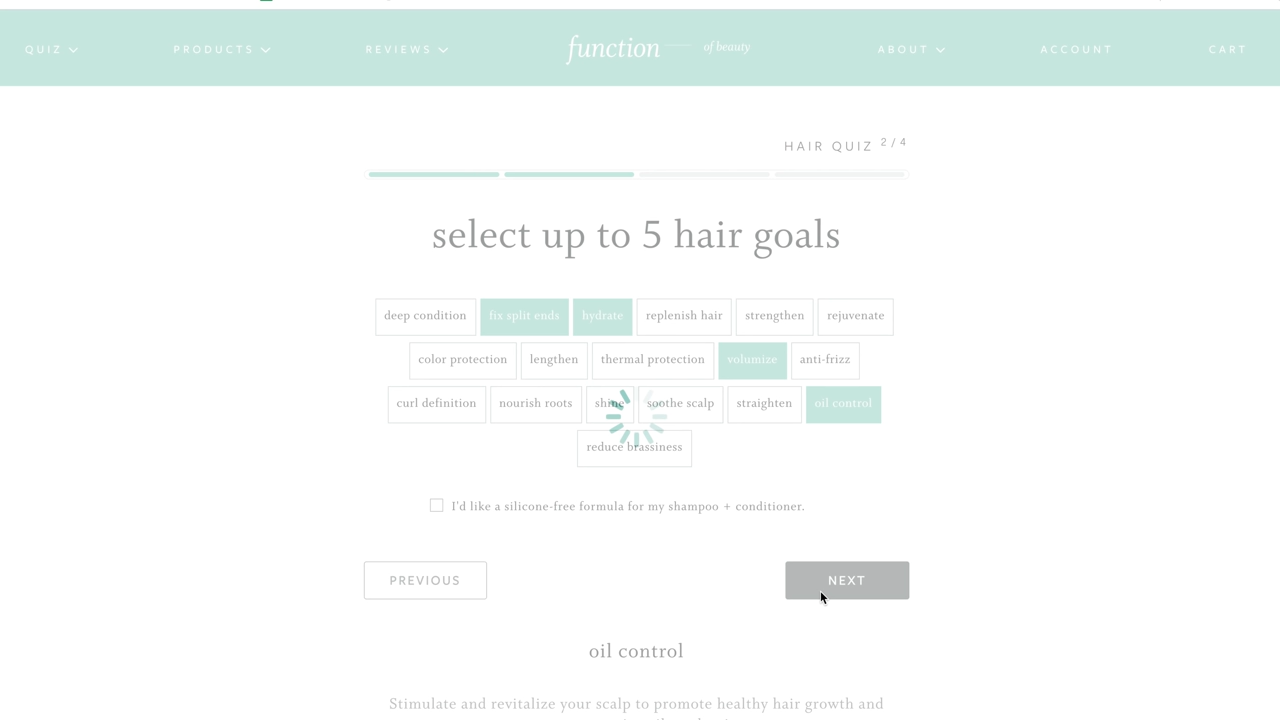 QUIZ PRODUCTS REVIEWS function of beauty ABOUT ACCOUNT CART
HAIR QUIZ 2/4
select up to 5 hair goals
deep condition fix split ends hydrate replenish hair strengthen rejuvenate
color protection lengthen thermal protection volumize anti-frizz
curl definition nourish roots shine soothe scalp straighten oil control
reduce brassiness
I'd like a silicone-free formula for my shampoo + conditioner.
PREVIOUS NEXT
oil control
Stimulate and revitalize your scalp to promote healthy hair growth and